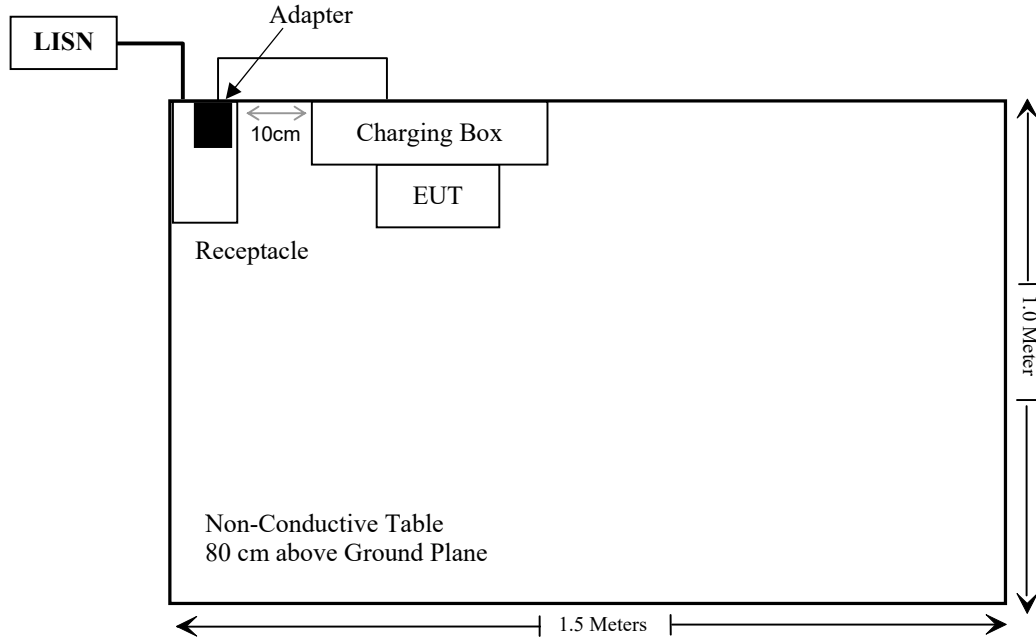 Adapter
LISN
10cm
Charging Box
EUT
Receptacle
1.0 Meter
Non-Conductive Table
80 cm above Ground Plane
1.5 Meters